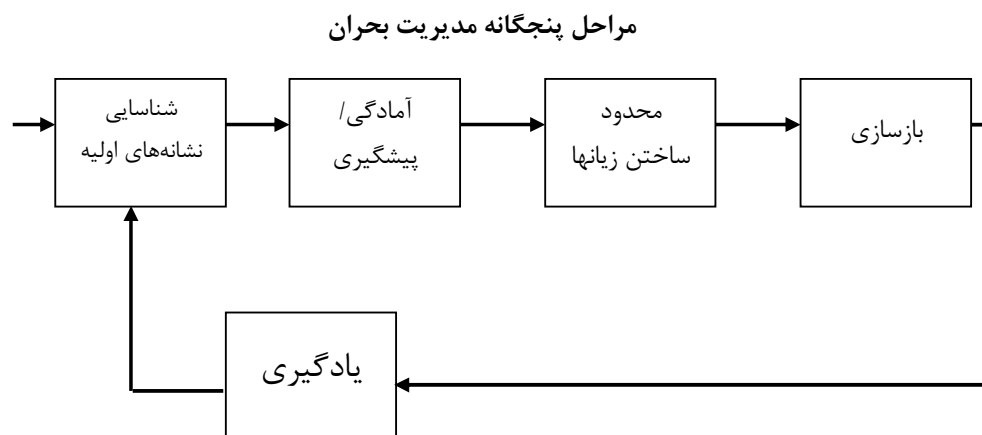 مراحل پنجگانه مدیریت بحران
شناسایی
نشانه‌های اولیه
آمادگی/
پیشگیری
محدود
ساختن زیانها
بازسازی
یادگیری